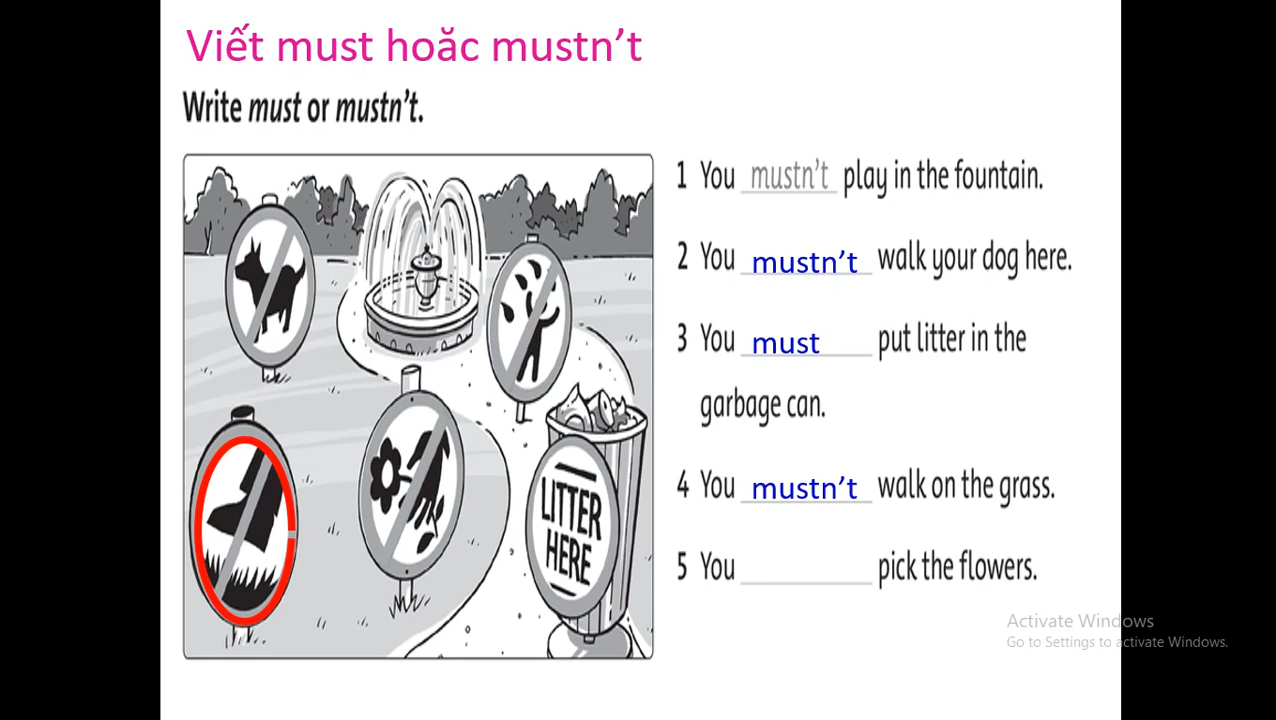 Viết must hoăc mustn’t
Write must or mustn’t.
1 You mustn’t play in the fountain.
2 You mustn’t walk your dog here.
3 You must put litter in the
garbage can.
4 You mustn’t walk on the grass.
5 You ____________ pick the flowers.
LITTER
HERE
Activate Windows
Go to Settings to activate Windows.